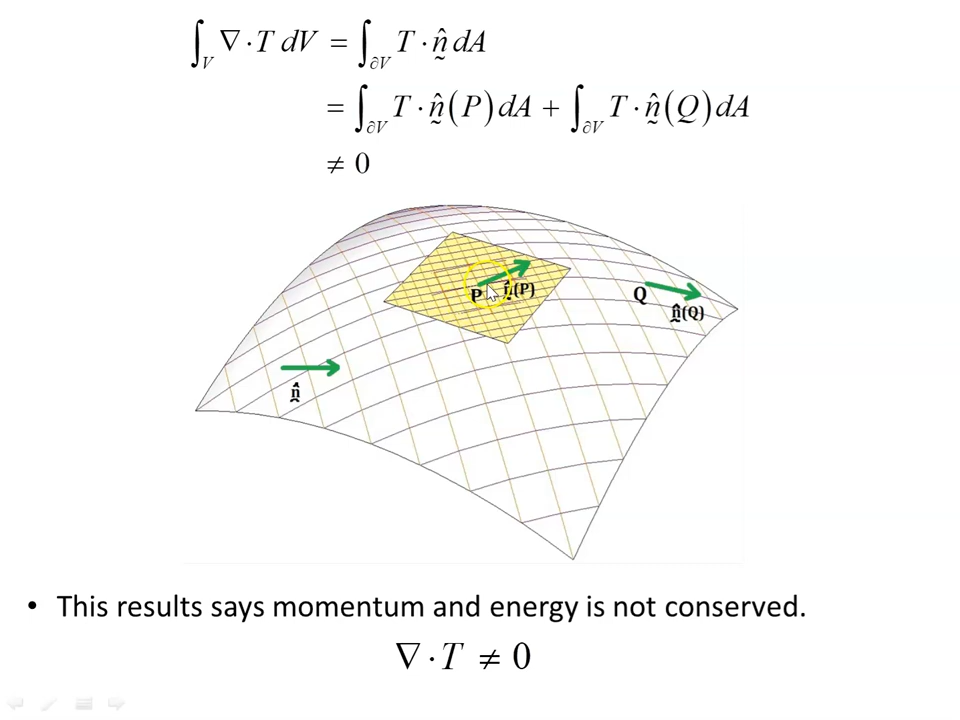 ∫_V ∇ · T dV = ∫_∂V T · n̂ dA
= ∫_∂V T · n̂(P) dA + ∫_∂V T · n̂(Q) dA
≠ 0
P n̂(P)
Q
n̂(Q)
n̂
• This results says momentum and energy is not conserved.
∇ · T ≠ 0